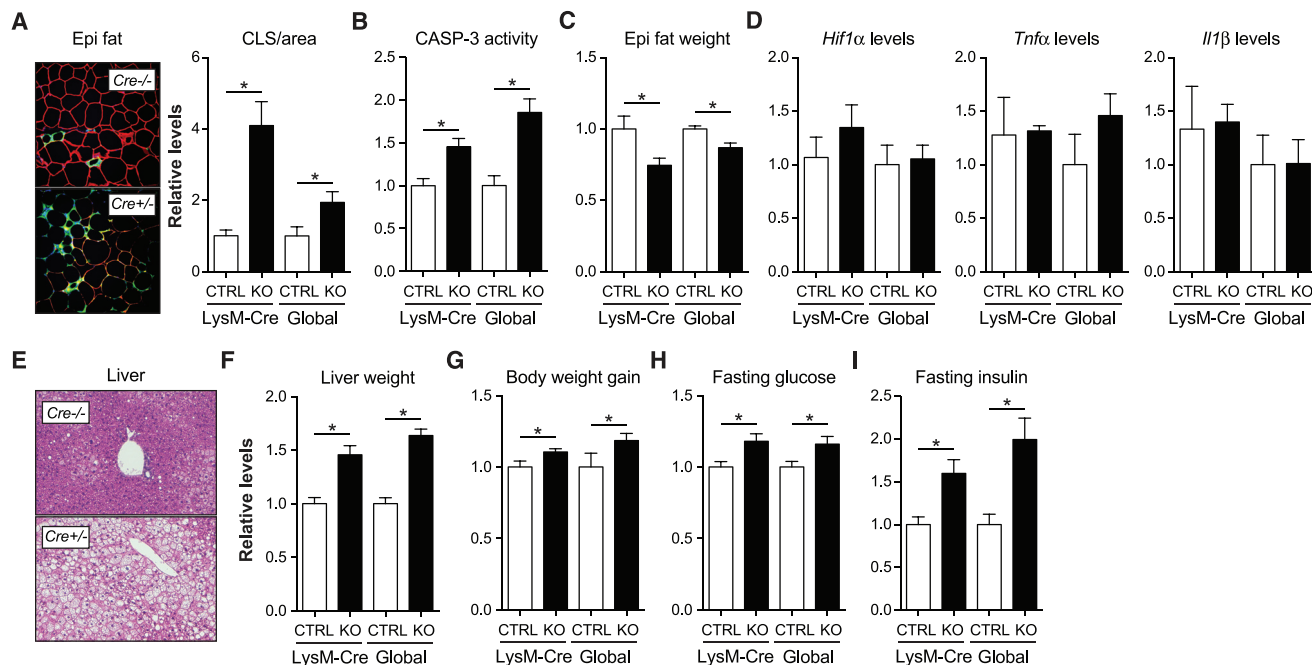 A
Epi fat
Cre-/-
Cre+/-
CLS/area
Relative levels
6
4
2
0
*
*
CTRL KO CTRL KO
LysM-Cre Global
B
CASP-3 activity
2.5
2.0
1.5
1.0
0.5
0.0
*
*
CTRL KO CTRL KO
LysM-Cre Global
C
Epi fat weight
1.5
1.0
0.5
0.0
*
*
CTRL KO CTRL KO
LysM-Cre Global
D
Hif1α levels
2.0
1.5
1.0
0.5
0.0
CTRL KO CTRL KO
LysM-Cre Global
Tnfα levels
2.0
1.5
1.0
0.5
0.0
CTRL KO CTRL KO
LysM-Cre Global
Il1β levels
2.0
1.5
1.0
0.5
0.0
CTRL KO CTRL KO
LysM-Cre Global
E
Liver
Cre-/-
Cre+/-
F
Liver weight
Relative levels
2.0
1.5
1.0
0.5
0.0
*
*
CTRL KO CTRL KO
LysM-Cre Global
G
Body weight gain
1.5
1.0
0.5
0.0
*
*
CTRL KO CTRL KO
LysM-Cre Global
H
Fasting glucose
1.5
1.0
0.5
0.0
*
*
CTRL KO CTRL KO
LysM-Cre Global
I
Fasting insulin
2.5
2.0
1.5
1.0
0.5
0.0
*
*
CTRL KO CTRL KO
LysM-Cre Global